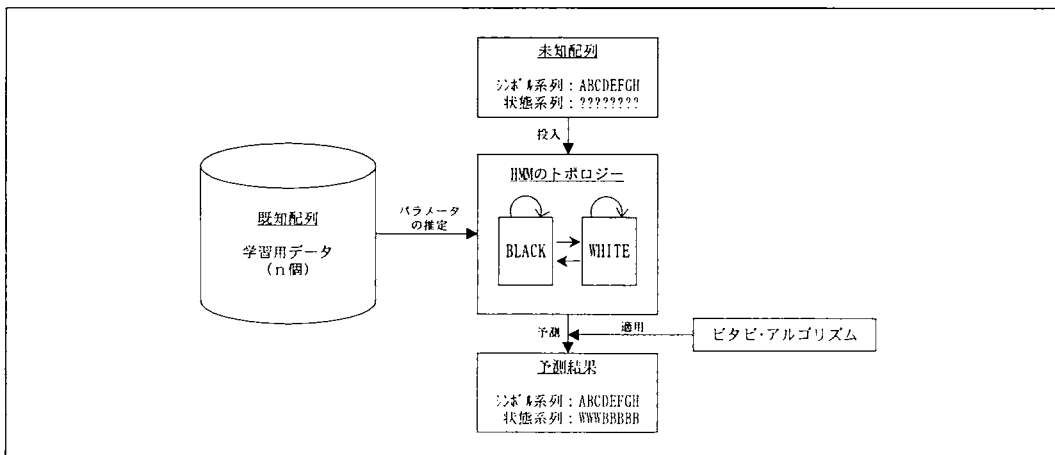 未知配列
シンボル系列：ABCDEFGH
状態系列：????????
投入
HMMのトポロジー
BLACK
WHITE
既知配列
学習用データ
（n個）
パラメータ
の推定
予測
適用
ビタビ・アルゴリズム
予測結果
シンボル系列：ABCDEFGH
状態系列：WWWBBBBB